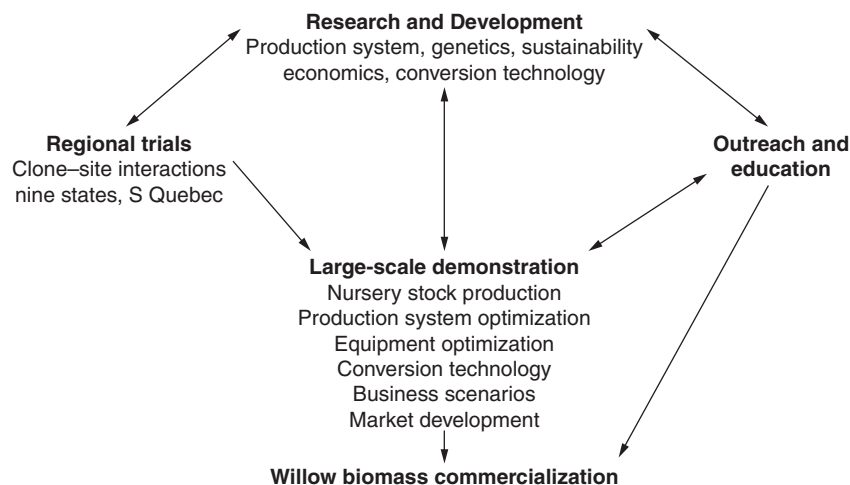 Research and Development
Production system, genetics, sustainability
economics, conversion technology
Regional trials
Clone–site interactions
nine states, S Quebec
Outreach and
education
Large-scale demonstration
Nursery stock production
Production system optimization
Equipment optimization
Conversion technology
Business scenarios
Market development
Willow biomass commercialization